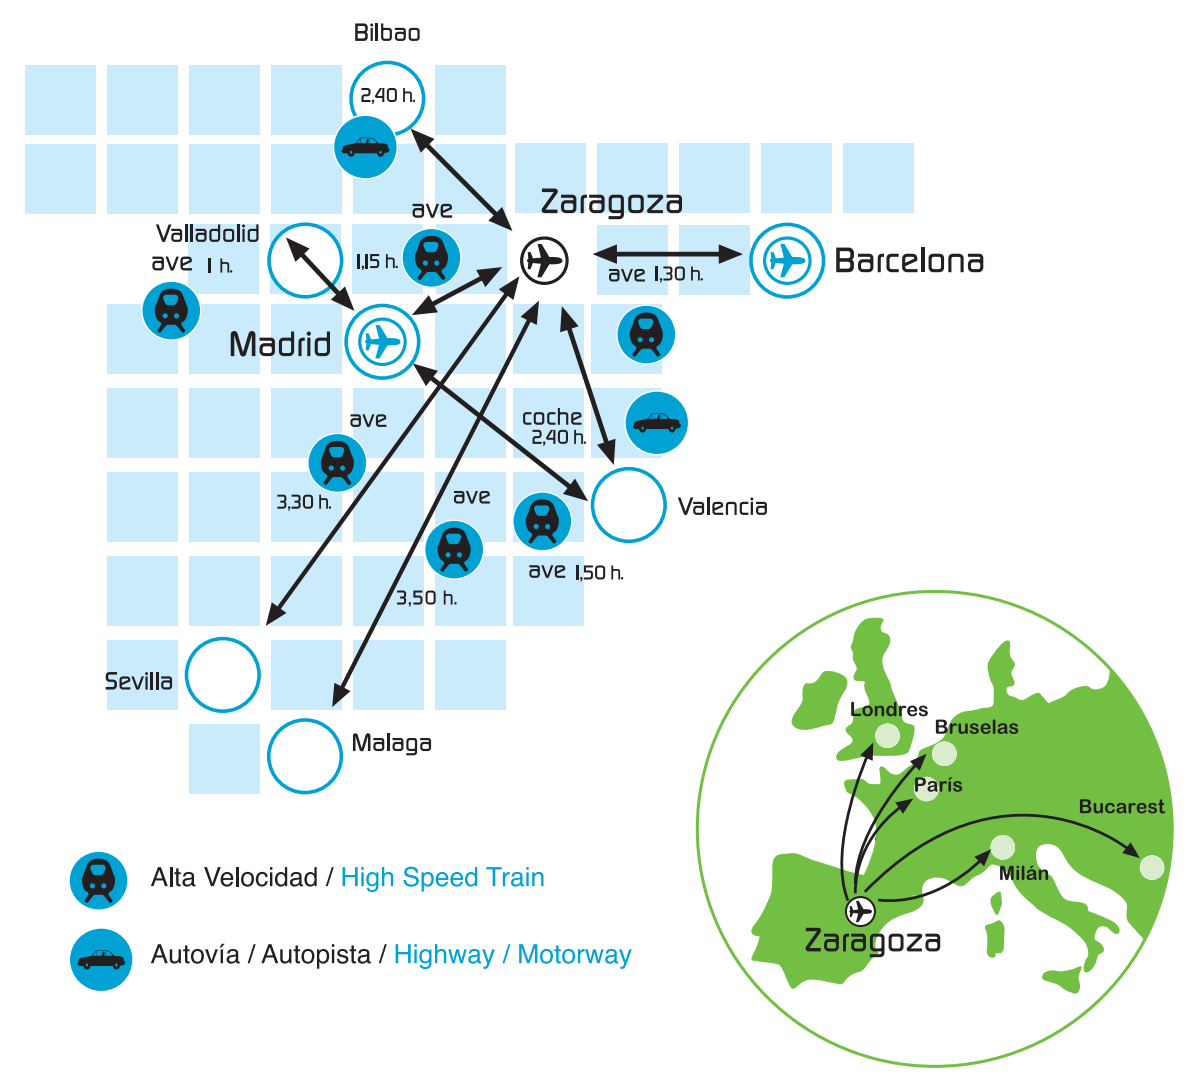 Bilbao
2,40 h.
Zaragoza
ave
Valladolid
ave 1 h.
1,15 h.
Barcelona
ave 1,30 h.
Madrid
ave
coche
2,40 h.
3,30 h.
ave
Valencia
ave 1,50 h.
3,50 h.
Sevilla
Malaga
Londres
Bruselas
París
Bucarest
Milán
Zaragoza
Alta Velocidad / High Speed Train
Autovía / Autopista / Highway / Motorway